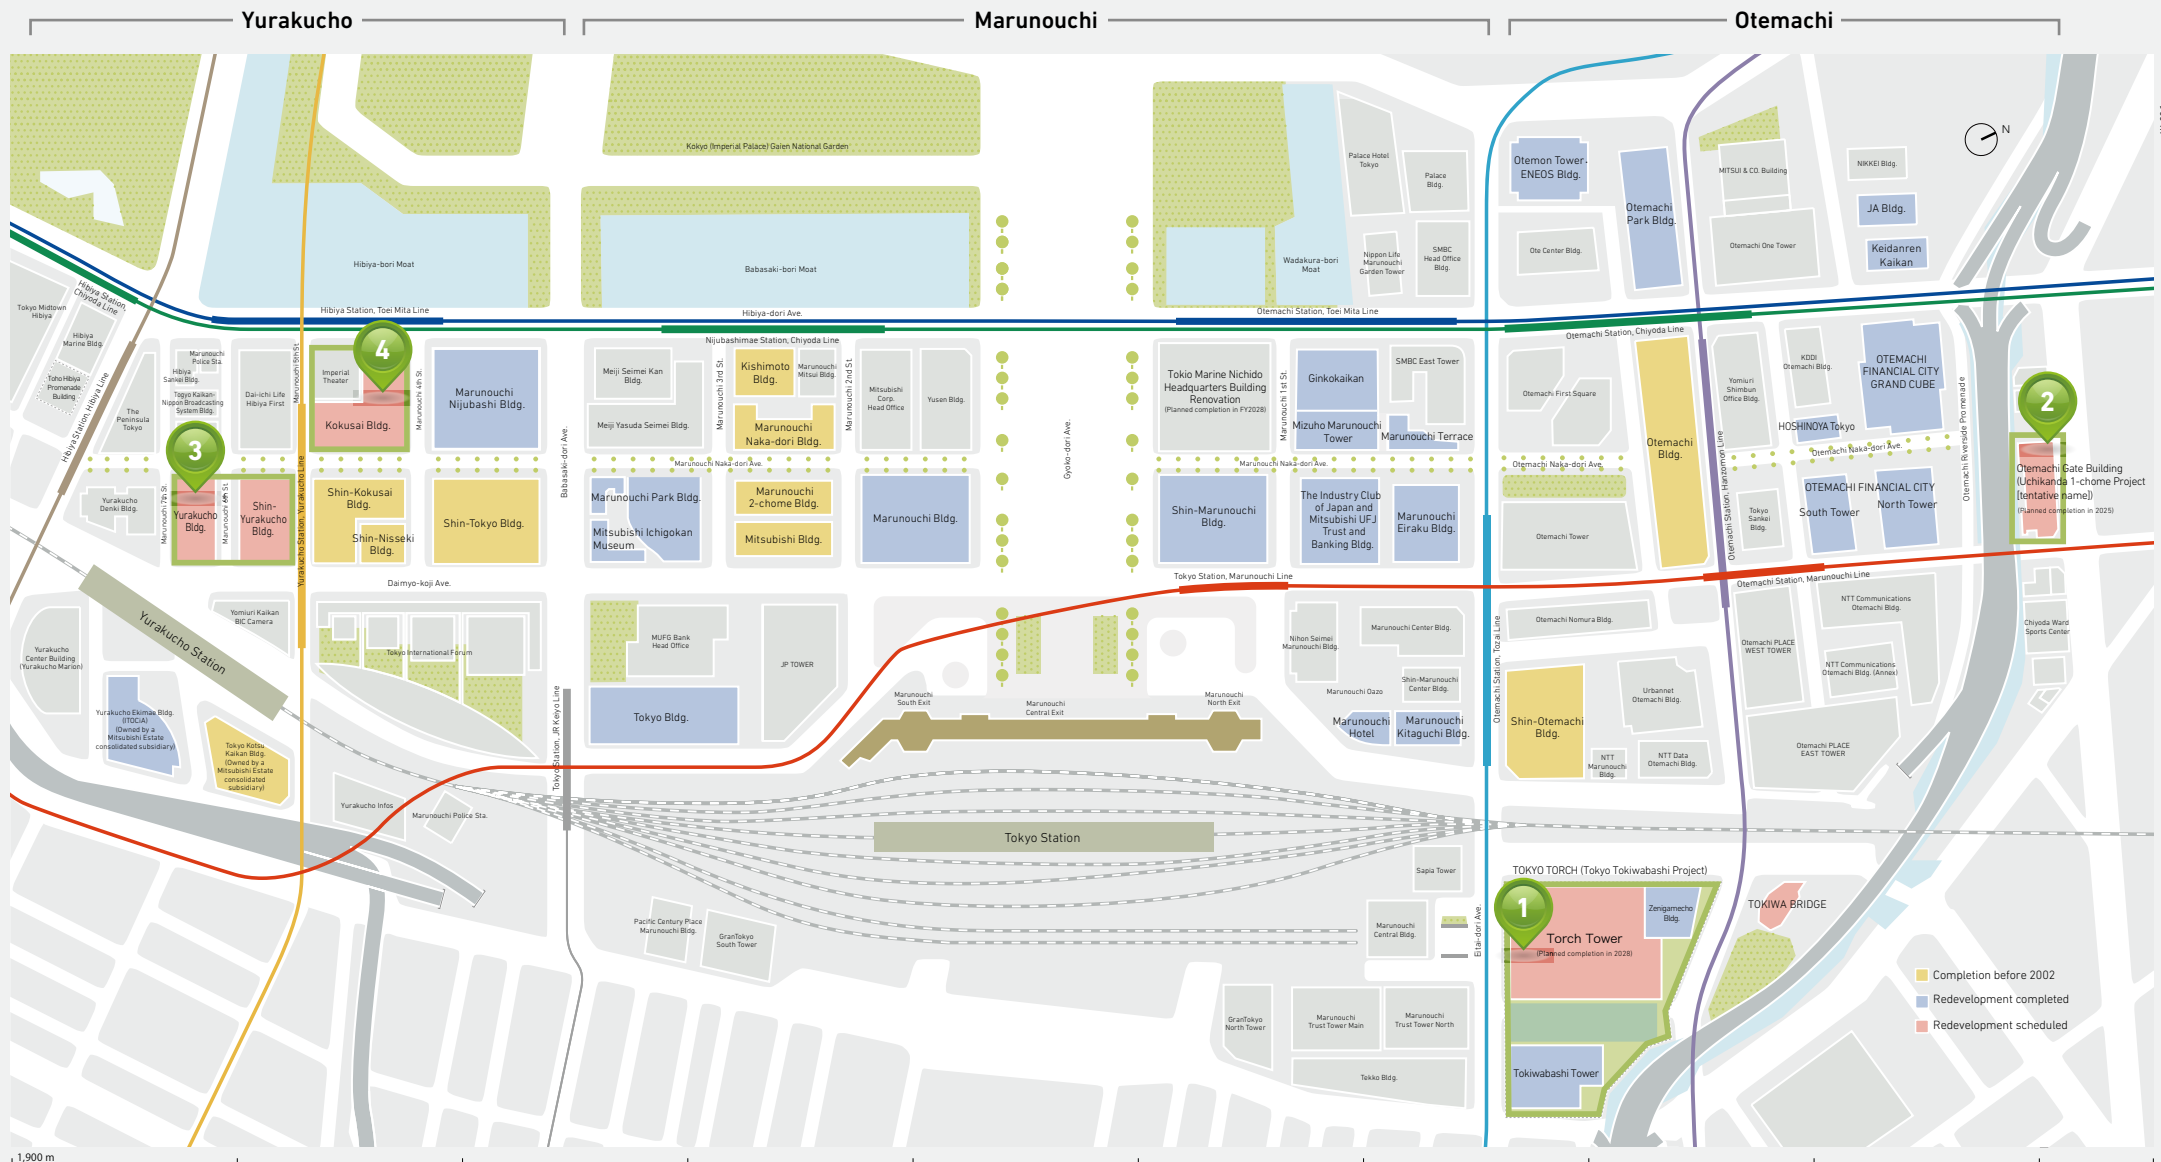 Yurakucho
Marunouchi
Otemachi
N
Kokyo (Imperial Palace) Gaien National Garden
Hibiya-bori Moat
Babasaki-bori Moat
Wadakura-bori
Moat
Palace Hotel
Tokyo
Palace
Bldg.
Nippon Life
Marunouchi
Garden Tower
SMBC
Head Office
Bldg.
Otemon Tower·
ENEOS Bldg.
Otemachi
Park Bldg.
Ote Center Bldg.
MITSUI & CO. Building
Otemachi One Tower
NIKKEI Bldg.
JA Bldg.
Keidanren
Kaikan
Hibiya Station,
Chiyoda Line
Hibiya Station, Toei Mita Line
Hibiya-dori Ave.
Otemachi Station, Toei Mita Line
Nijubashimae Station, Chiyoda Line
Otemachi Station, Chiyoda Line
Tokyo Midtown
Hibiya
Hibiya
Marine Bldg.
Toho Hibiya
Promenade
Building
Hibiya Station, Hibiya Line
The
Peninsula
Tokyo
Marunouchi
Police Sta.
Hibiya
Sankei Bldg.
Togyo Kaikan-
Nippon Broadcasting
System Bldg.
Dai-ichi Life
Hibiya First
Marunouchi 5th St.
Imperial
Theater
4
Kokusai Bldg.
Marunouchi 4th St.
Marunouchi
Nijubashi Bldg.
Babasaki-dori Ave.
Meiji Seimei Kan
Bldg.
Meiji Yasuda Seimei Bldg.
Marunouchi 3rd St.
Kishimoto
Bldg.
Marunouchi
Mitsui Bldg.
Marunouchi
Naka-dori Bldg.
Marunouchi 2nd St.
Mitsubishi
Corp.
Head Office
Yusen Bldg.
Gyoko-dori Ave.
Tokio Marine Nichido
Headquarters Building
Renovation
(Planned completion in FY2028)
Marunouchi 1st St.
Ginkokaikan
Mizuho Marunouchi
Tower
SMBC East Tower
Marunouchi Terrace
Otemachi First Square
Otemachi
Bldg.
Otemachi Station, Hanzomon Line
Yomiuri
Shimbun
Office Bldg.
KDDI
Otemachi Bldg.
OTEMACHI
FINANCIAL CITY
GRAND CUBE
HOSHINOYA Tokyo
Otemachi Riverside Promenade
2
Otemachi Gate Building
(Uchikanda 1-chome Project
[tentative name])
(Planned completion in 2025)
Marunouchi Naka-dori Ave.
Marunouchi Naka-dori Ave.
Otemachi Naka-dori Ave.
Otemachi Naka-dori Ave.
3
Yurakucho
Denki Bldg.
Marunouchi 7th St.
Yurakucho
Bldg.
Marunouchi 6th St.
Shin-
Yurakucho
Bldg.
Yurakucho Station, Yurakucho Line
Shin-Kokusai
Bldg.
Shin-Nisseki
Bldg.
Shin-Tokyo Bldg.
Marunouchi Park Bldg.
Mitsubishi Ichigokan
Museum
Marunouchi
2-chome Bldg.
Mitsubishi Bldg.
Marunouchi Bldg.
Shin-Marunouchi
Bldg.
The Industry Club
of Japan and
Mitsubishi UFJ
Trust and
Banking Bldg.
Marunouchi
Eiraku Bldg.
Otemachi Tower
Tokyo
Sankei
Bldg.
OTEMACHI FINANCIAL CITY
South Tower
North Tower
Daimyo-koji Ave.
Tokyo Station, Marunouchi Line
Otemachi Station, Marunouchi Line
Yurakucho Station
Yurakucho
Center Building
(Yurakucho Marion)
Yomiuri Kaikan
BIC Camera
Tokyo International Forum
MUFG Bank
Head Office
JP TOWER
Tokyo Bldg.
Yurakucho Ekimae Bldg.
(ITOCiA)
(Owned by a
Mitsubishi Estate
consolidated subsidiary)
Tokyo Kotsu
Kaikan Bldg.
(Owned by a
Mitsubishi Estate
consolidated
subsidiary)
Yurakucho Infos
Marunouchi Police Sta.
Tokyo Station, JR Keiyo Line
Marunouchi
South Exit
Marunouchi
Central Exit
Marunouchi
North Exit
Nihon Seimei
Marunouchi Bldg.
Marunouchi Center Bldg.
Shin-Marunouchi
Center Bldg.
Marunouchi Oazo
Marunouchi
Hotel
Marunouchi
Kitaguchi Bldg.
Otemachi Station, Tozai Line
Otemachi Nomura Bldg.
Shin-Otemachi
Bldg.
Urbannet
Otemachi Bldg.
NTT
Marunouchi
Bldg.
NTT Data
Otemachi Bldg.
Otemachi PLACE
WEST TOWER
NTT Communications
Otemachi Bldg.
NTT Communications
Otemachi Bldg. (Annex)
Otemachi PLACE
EAST TOWER
Chiyoda Ward
Sports Center
Tokyo Station
Pacific Century Place
Marunouchi Bldg.
GranTokyo
South Tower
Sapia Tower
Marunouchi
Central Bldg.
Eitai-dori Ave.
GranTokyo
North Tower
Marunouchi
Trust Tower Main
Marunouchi
Trust Tower North
Tekko Bldg.
TOKYO TORCH (Tokyo Tokiwabashi Project)
1
Torch Tower
(Planned completion in 2028)
Zenigamecho
Bldg.
Tokiwabashi Tower
TOKIWA BRIDGE
Completion before 2002
Redevelopment completed
Redevelopment scheduled
1,900 m